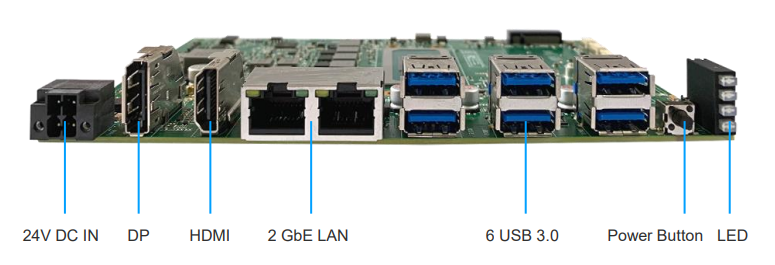 24V DC IN
DP
HDMI
2 GbE LAN
6 USB 3.0
Power Button
LED